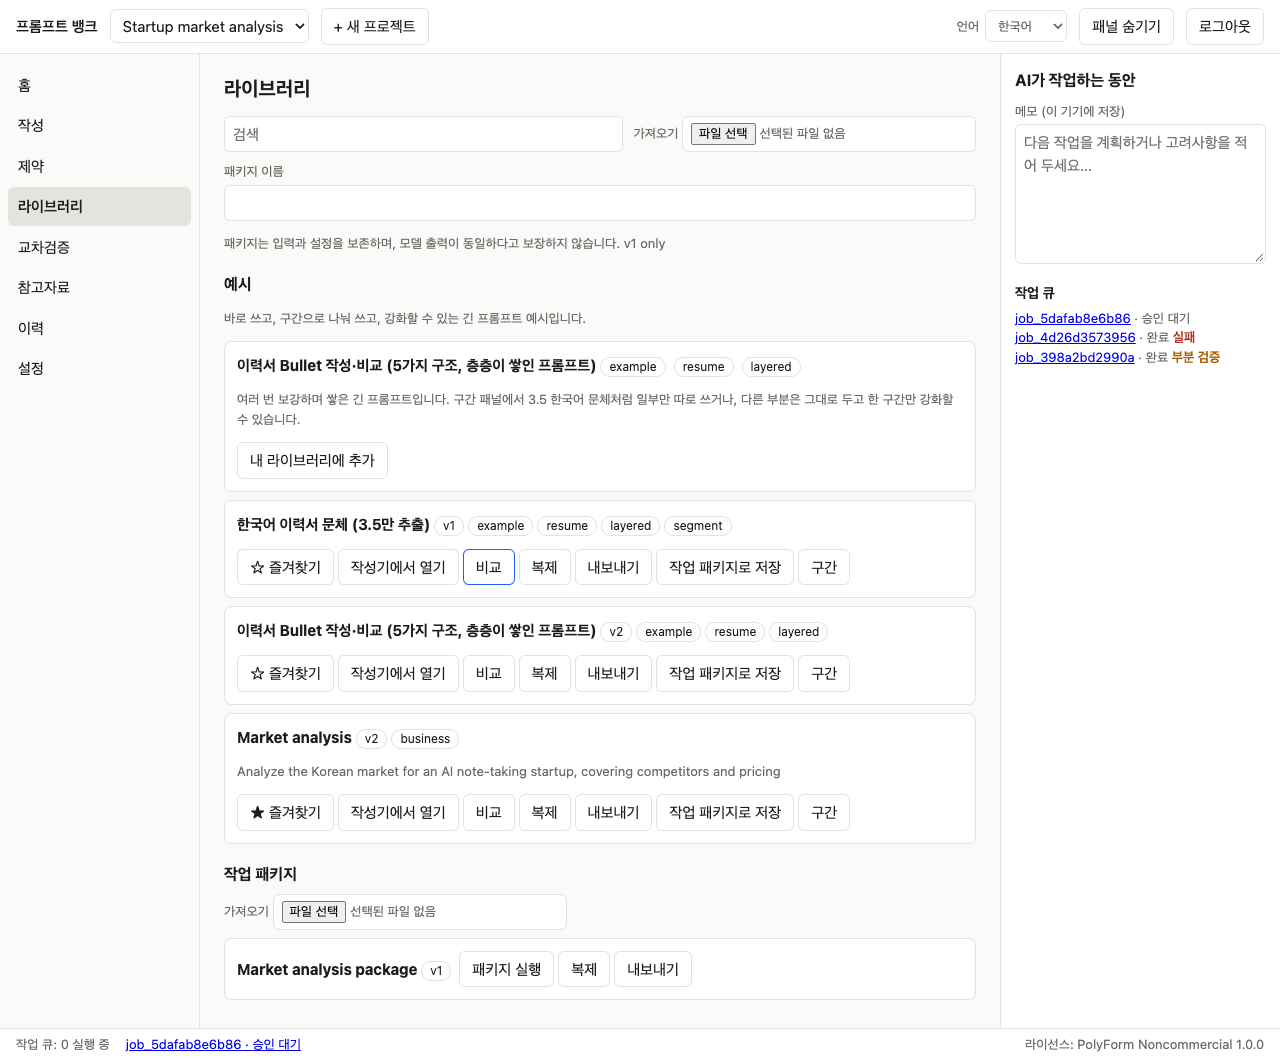 프롬프트 뱅크
Startup market analysis
+ 새 프로젝트
언어
한국어
패널 숨기기
로그아웃
홈
작성
제약
라이브러리
교차검증
참고자료
이력
설정
라이브러리
검색
가져오기 파일 선택 선택된 파일 없음
패키지 이름
패키지는 입력과 설정을 보존하며, 모델 출력이 동일하다고 보장하지 않습니다. v1 only
예시
바로 쓰고, 구간으로 나눠 쓰고, 강화할 수 있는 긴 프롬프트 예시입니다.
이력서 Bullet 작성·비교 (5가지 구조, 층층이 쌓인 프롬프트) example resume layered
여러 번 보강하며 쌓은 긴 프롬프트입니다. 구간 패널에서 3.5 한국어 문체처럼 일부만 따로 쓰거나, 다른 부분은 그대로 두고 한 구간만 강화할
수 있습니다.
내 라이브러리에 추가
한국어 이력서 문체 (3.5만 추출) v1 example resume layered segment
☆ 즐겨찾기 작성기에서 열기 비교 복제 내보내기 작업 패키지로 저장 구간
이력서 Bullet 작성·비교 (5가지 구조, 층층이 쌓인 프롬프트) v2 example resume layered
☆ 즐겨찾기 작성기에서 열기 비교 복제 내보내기 작업 패키지로 저장 구간
Market analysis v2 business
Analyze the Korean market for an AI note-taking startup, covering competitors and pricing
★ 즐겨찾기 작성기에서 열기 비교 복제 내보내기 작업 패키지로 저장 구간
작업 패키지
가져오기 파일 선택 선택된 파일 없음
Market analysis package v1 패키지 실행 복제 내보내기
AI가 작업하는 동안
메모 (이 기기에 저장)
다음 작업을 계획하거나 고려사항을 적
어 두세요...
작업 큐
job_5dafab8e6b86 · 승인 대기
job_4d26d3573956 · 완료 실패
job_398a2bd2990a · 완료 부분 검증
작업 큐: 0 실행 중
job_5dafab8e6b86 · 승인 대기
라이선스: PolyForm Noncommercial 1.0.0